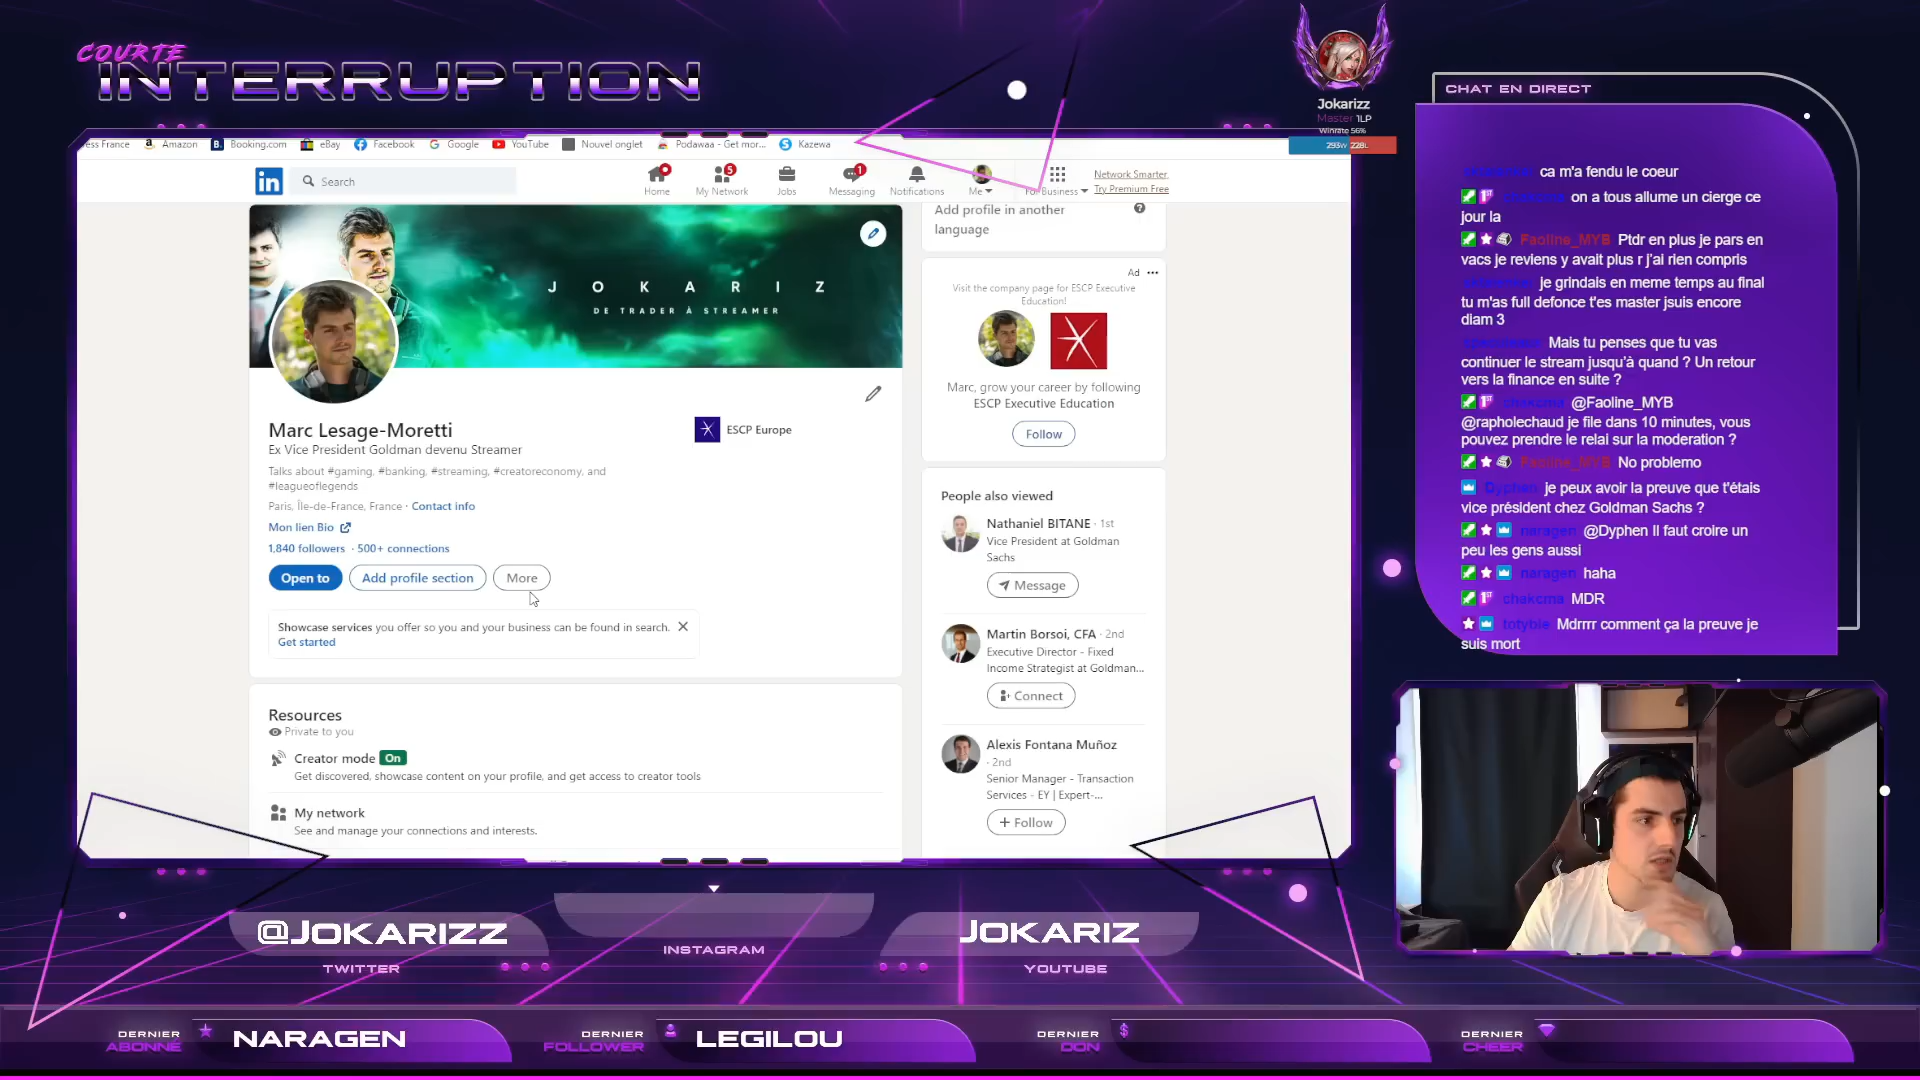 COURTE
INTERRUPTION
ess France Amazon Booking.com eBay Facebook Google YouTube Nouvel onglet Podawaa - Get mor... Kazewa
Search
Home
My Network
5
Jobs
Messaging
1
Notifications
Me
For Business
Network Smarter,
Try Premium Free
J O K A R I Z
DE TRADER À STREAMER
Marc Lesage-Moretti
ESCP Europe
Ex Vice President Goldman devenu Streamer
Talks about #gaming, #banking, #streaming, #creatoreconomy, and
#leagueoflegends
Paris, Île-de-France, France · Contact info
Mon lien Bio
1,840 followers · 500+ connections
Open to
Add profile section
More
Showcase services you offer so you and your business can be found in search.
Get started
Resources
Private to you
Creator mode On
Get discovered, showcase content on your profile, and get access to creator tools
My network
See and manage your connections and interests.
Add profile in another
language
Ad
Visit the company page for ESCP Executive
Education!
Marc, grow your career by following
ESCP Executive Education
Follow
People also viewed
Nathaniel BITANE · 1st
Vice President at Goldman
Sachs
Message
Martin Borsoi, CFA · 2nd
Executive Director - Fixed
Income Strategist at Goldman...
Connect
Alexis Fontana Muñoz
· 2nd
Senior Manager - Transaction
Services - EY | Expert-...
Follow
Jokarizz
Master 1LP
Winrate 56%
293W 228L
CHAT EN DIRECT
ca m'a fendu le coeur
chakcma on a tous allume un cierge ce
jour la
Faoline_MYB Ptdr en plus je pars en
vacs je reviens y avait plus r j'ai rien compris
je grindais en meme temps au final
tu m'as full defonce t'es master jsuis encore
diam 3
Mais tu penses que tu vas
continuer le stream jusqu'à quand ? Un retour
vers la finance en suite ?
chakcma @Faoline_MYB
@rapholechaud je file dans 10 minutes, vous
pouvez prendre le relai sur la moderation ?
Faoline_MYB No problemo
Dyphen je peux avoir la preuve que t'étais
vice président chez Goldman Sachs ?
naragen @Dyphen Il faut croire un
peu les gens aussi
naragen haha
chakcma MDR
totyble Mdrrrr comment ça la preuve je
suis mort
@JOKARIZZ
TWITTER
INSTAGRAM
JOKARIZ
YOUTUBE
DERNIER
ABONNÉ
NARAGEN
DERNIER
FOLLOWER
LEGILOU
DERNIER
DON
DERNIER
CHEER